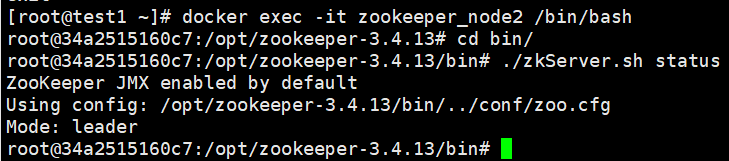 [root@test1 ~]# docker exec -it zookeeper_node2 /bin/bash
root@34a2515160c7:/opt/zookeeper-3.4.13# cd bin/
root@34a2515160c7:/opt/zookeeper-3.4.13/bin# ./zkServer.sh status
ZooKeeper JMX enabled by default
Using config: /opt/zookeeper-3.4.13/bin/../conf/zoo.cfg
Mode: leader
root@34a2515160c7:/opt/zookeeper-3.4.13/bin#